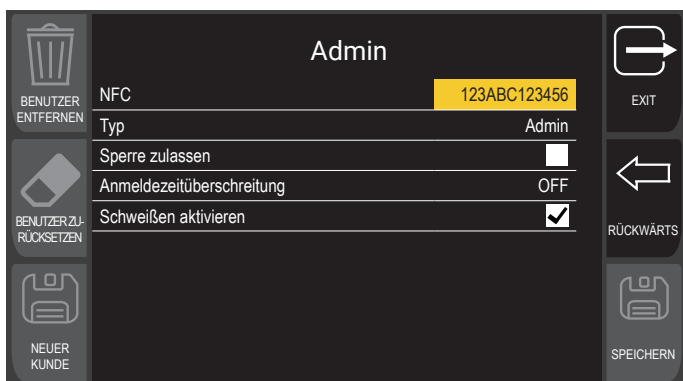 Admin
BENUTZER
ENTFERNEN
NFC
123ABC123456
EXIT
Typ
Admin
Sperre zulassen
Anmeldezeitüberschreitung
OFF
BENUTZER ZU-
RÜCKSETZEN
Schweißen aktivieren
RÜCKWÄRTS
NEUER
KUNDE
SPEICHERN